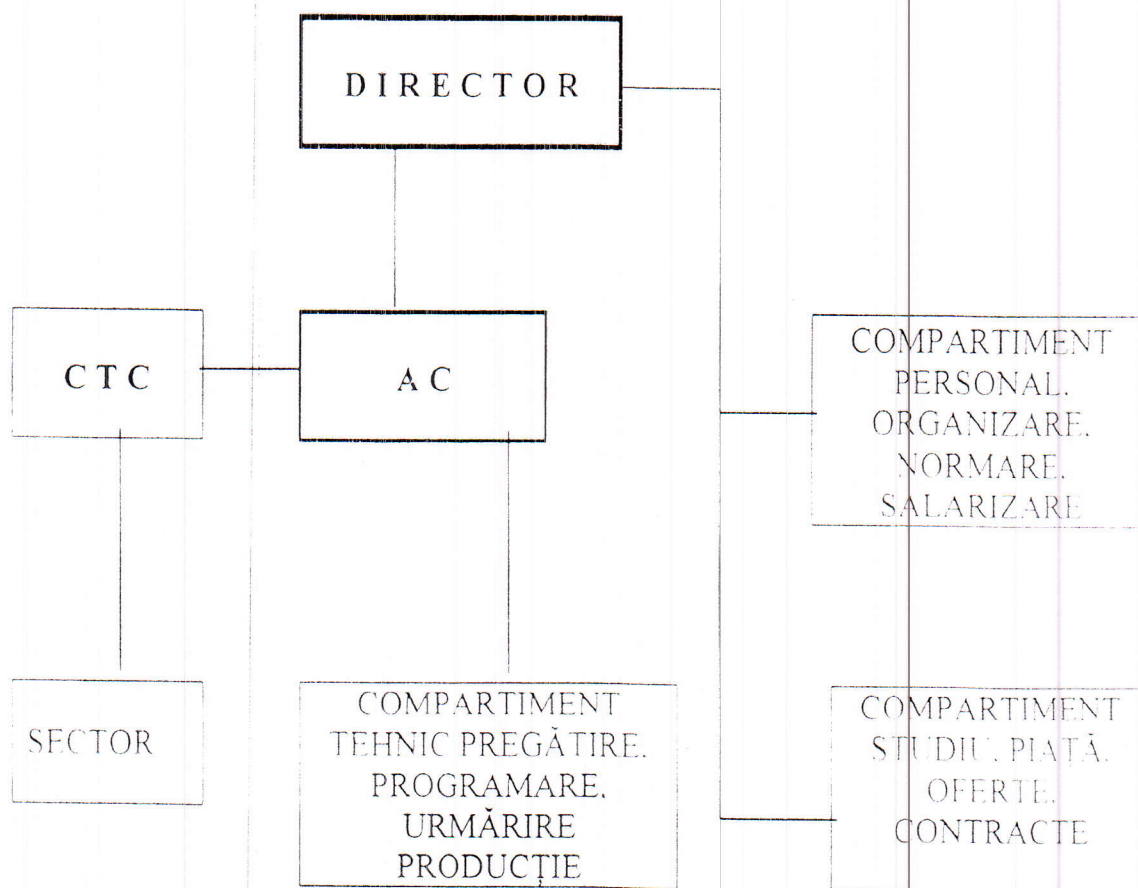 DIRECTOR
CTC
AC
COMPARTIMENT
PERSONAL.
ORGANIZARE.
NORMARE.
SALARIZARE
SECTOR
COMPARTIMENT
TEHNIC PREGĂTIRE.
PROGRAMARE.
URMĂRIRE
PRODUCȚIE
COMPARTIMENT
STUDIU, PIAȚĂ.
OFERTE.
CONTRACTE